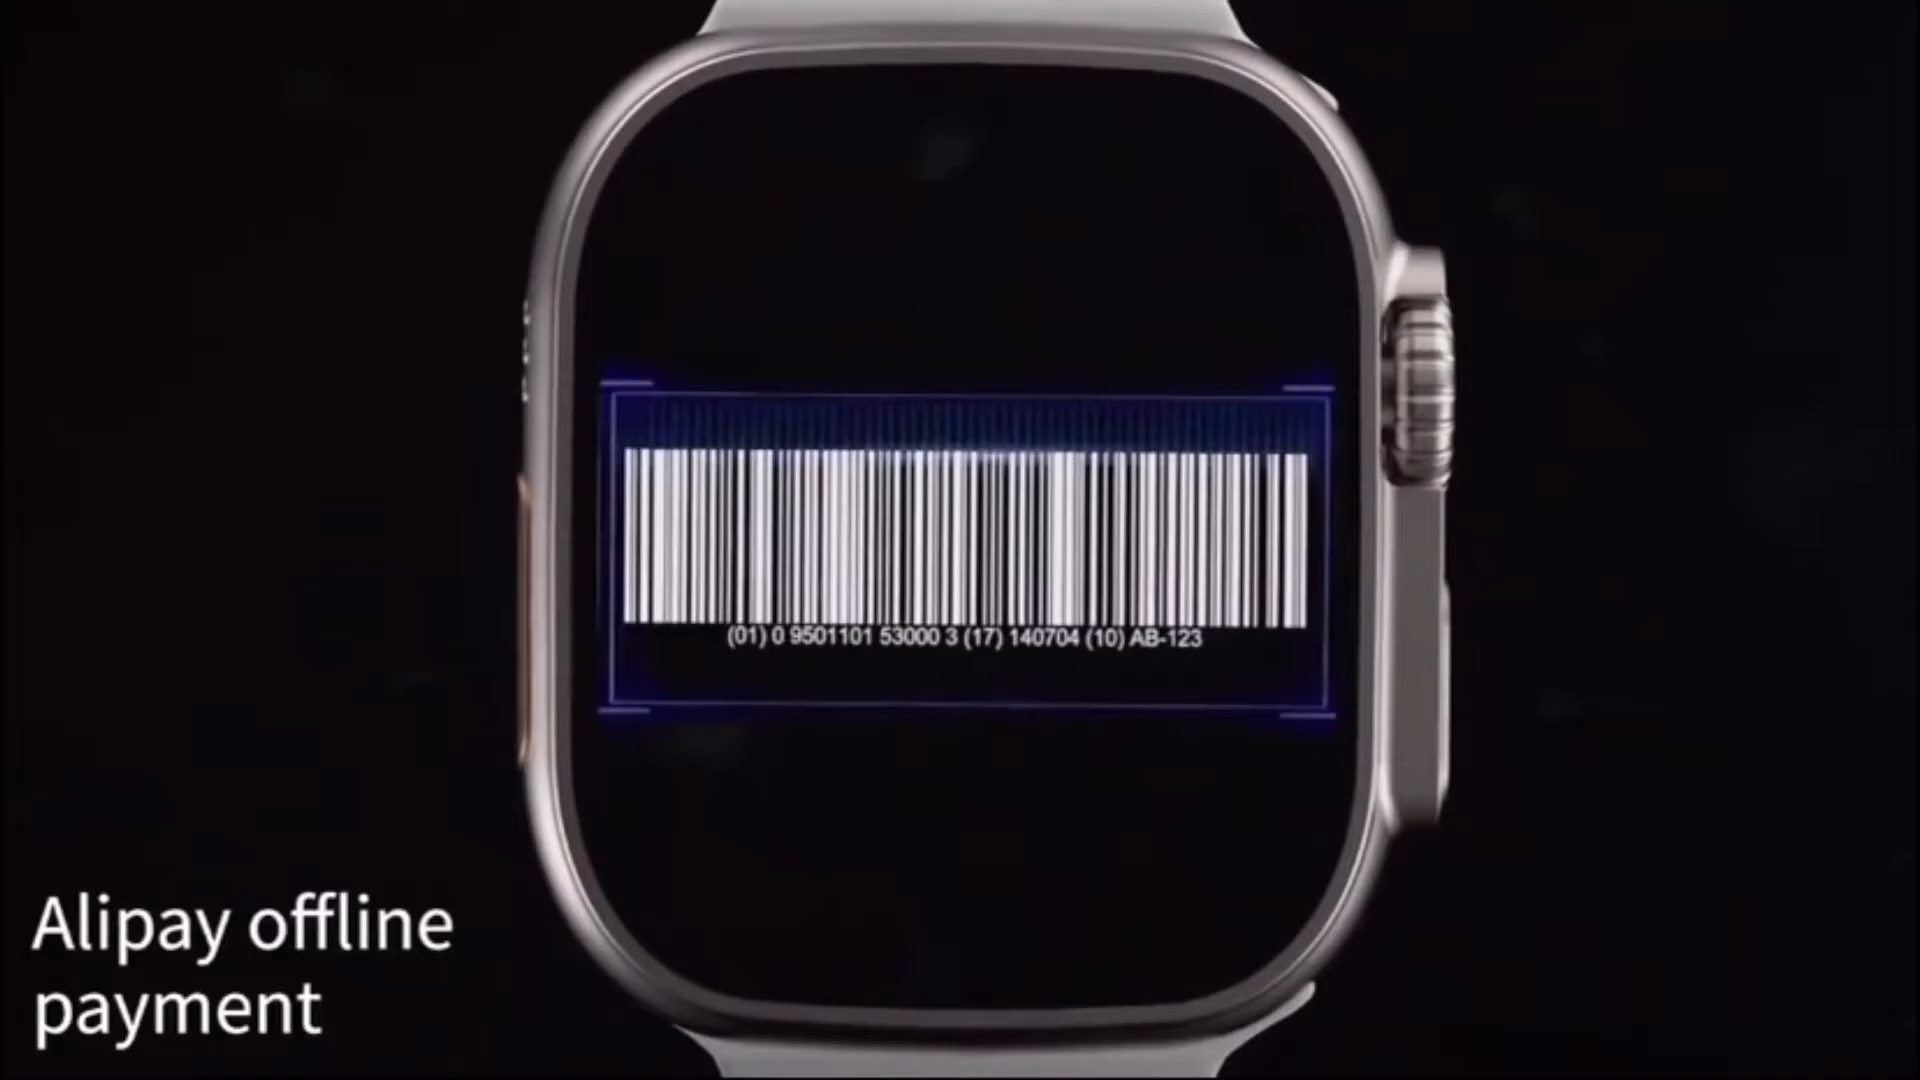 (01) 0 9501101 53000 3 (17) 140704 (10) AB-123
Alipay offline
payment